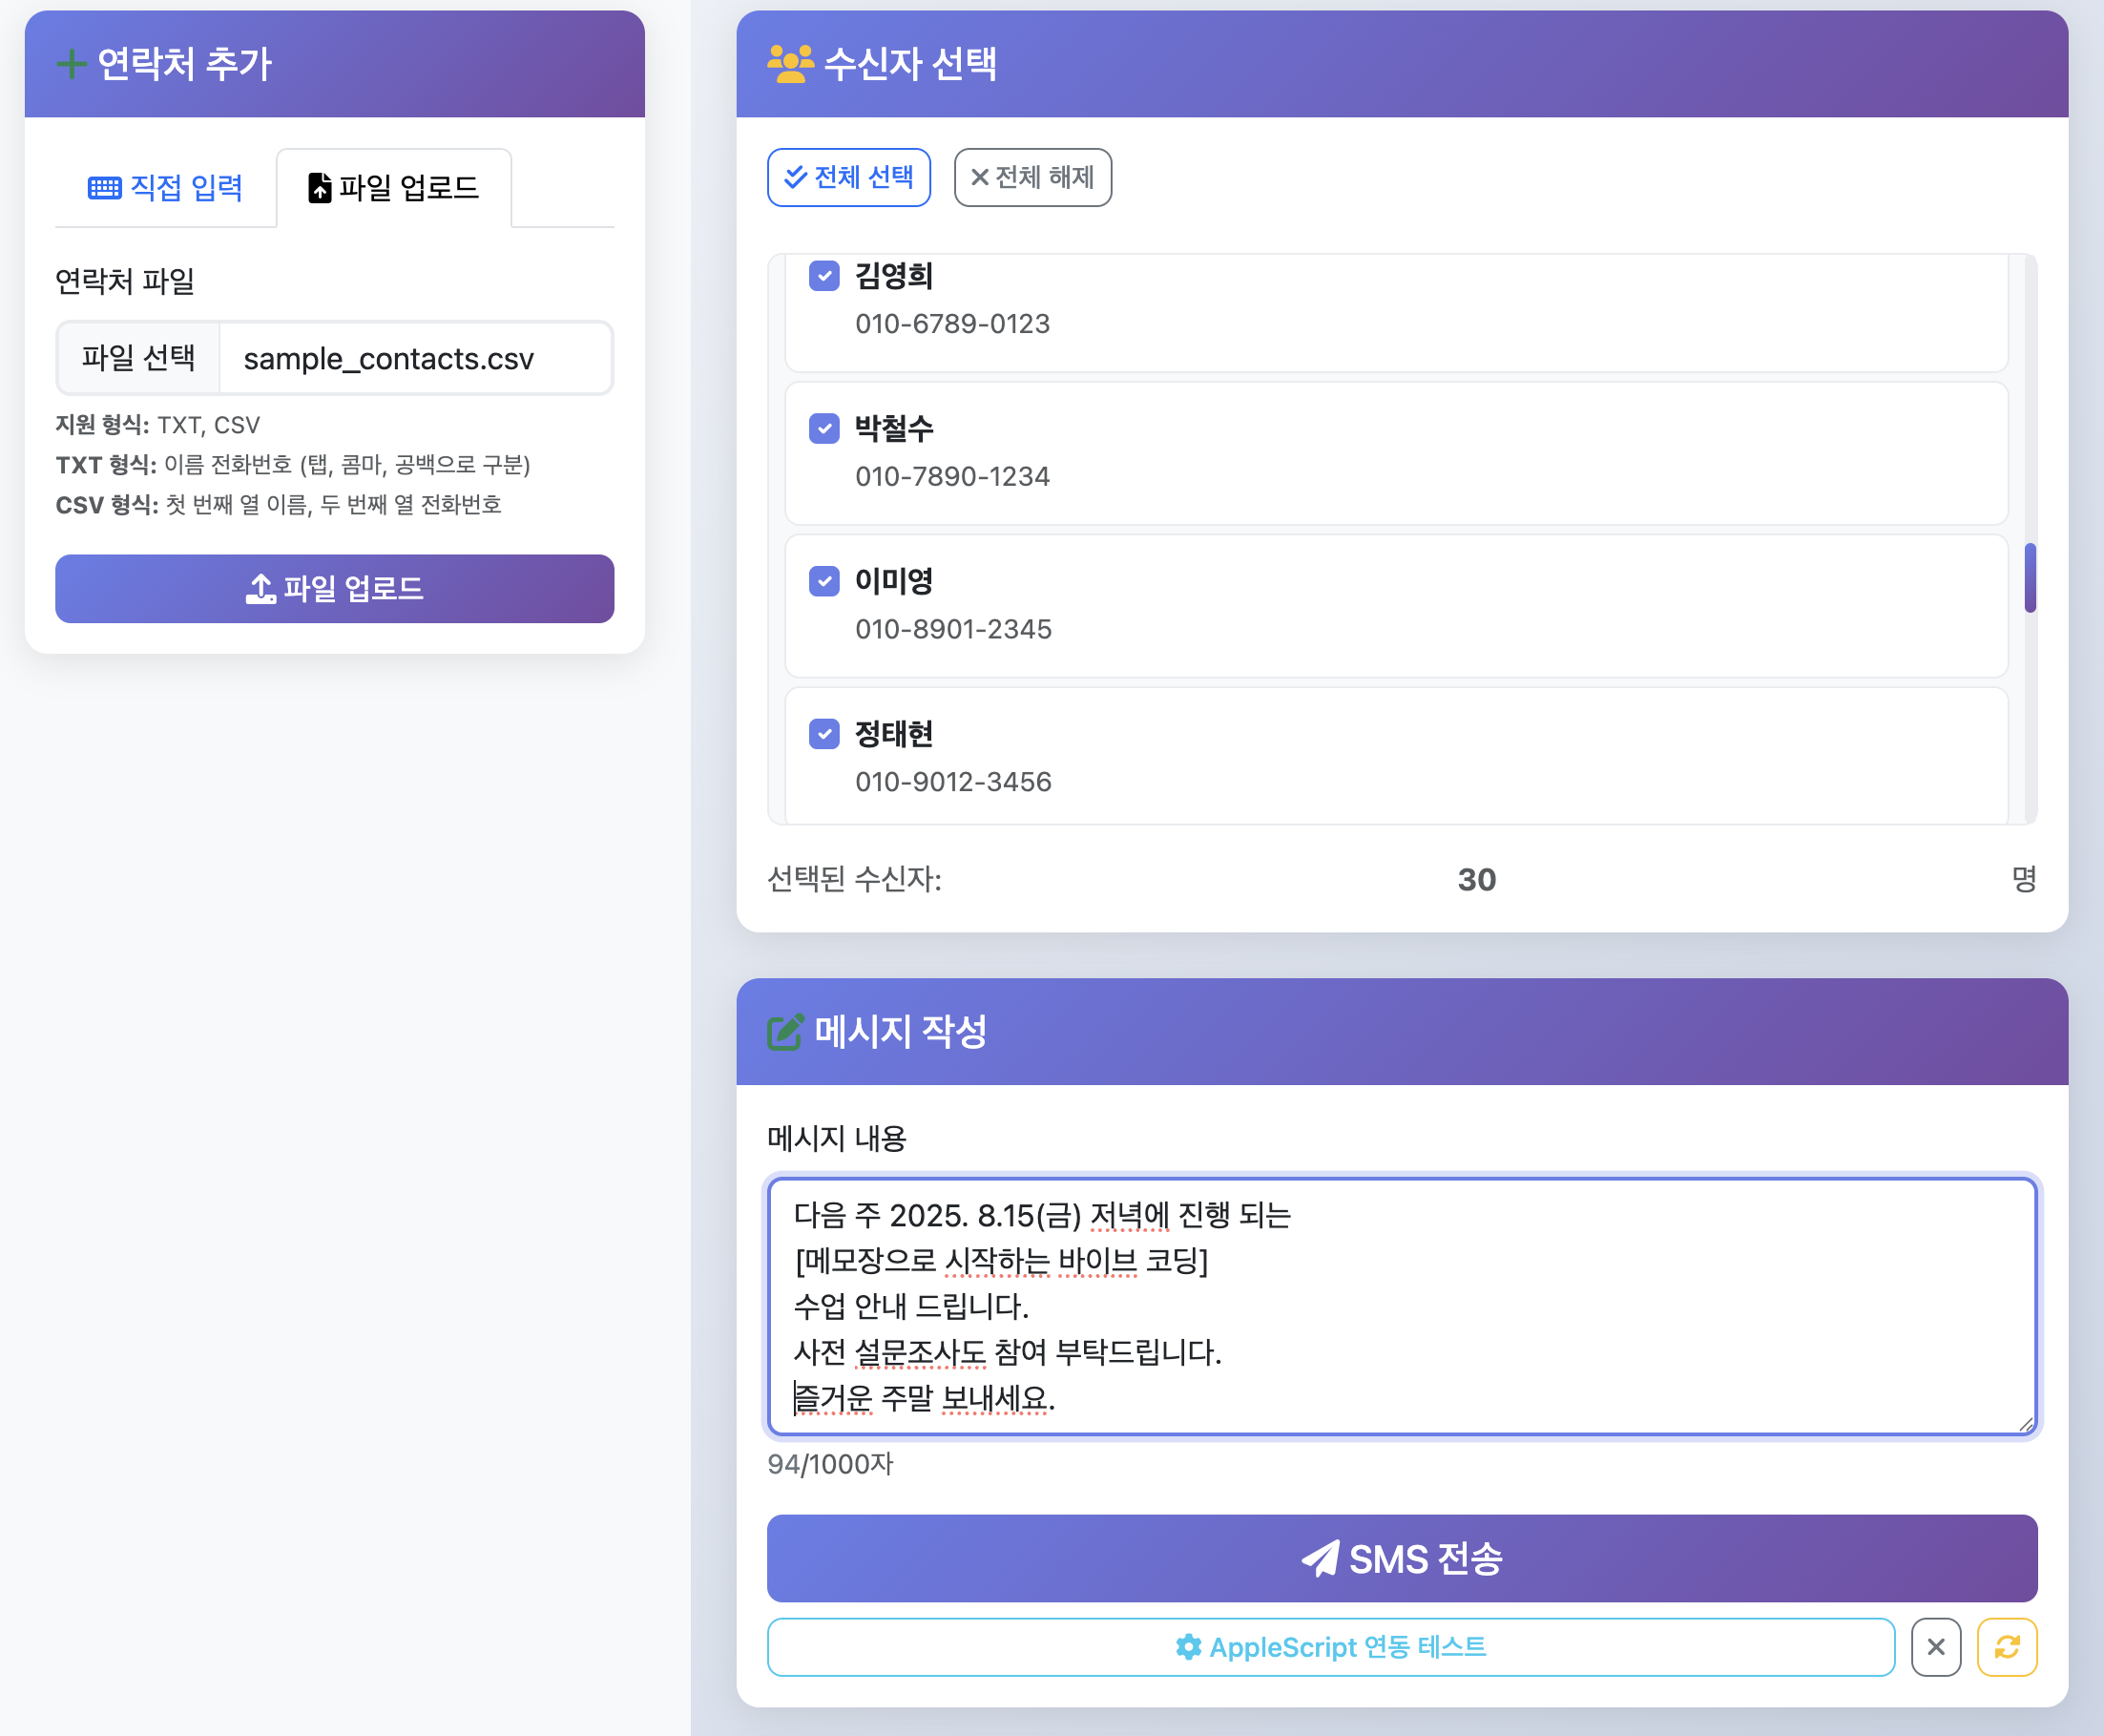 연락처 추가
직접 입력
파일 업로드
연락처 파일
파일 선택 sample_contacts.csv
지원 형식: TXT, CSV
TXT 형식: 이름 전화번호 (탭, 콤마, 공백으로 구분)
CSV 형식: 첫 번째 열 이름, 두 번째 열 전화번호
파일 업로드
수신자 선택
전체 선택
전체 해제
김영희
010-6789-0123
박철수
010-7890-1234
이미영
010-8901-2345
정태현
010-9012-3456
선택된 수신자: 30 명
메시지 작성
메시지 내용
다음 주 2025. 8.15(금) 저녁에 진행 되는
[메모장으로 시작하는 바이브 코딩]
수업 안내 드립니다.
사전 설문조사도 참여 부탁드립니다.
즐거운 주말 보내세요.
94/1000자
SMS 전송
AppleScript 연동 테스트